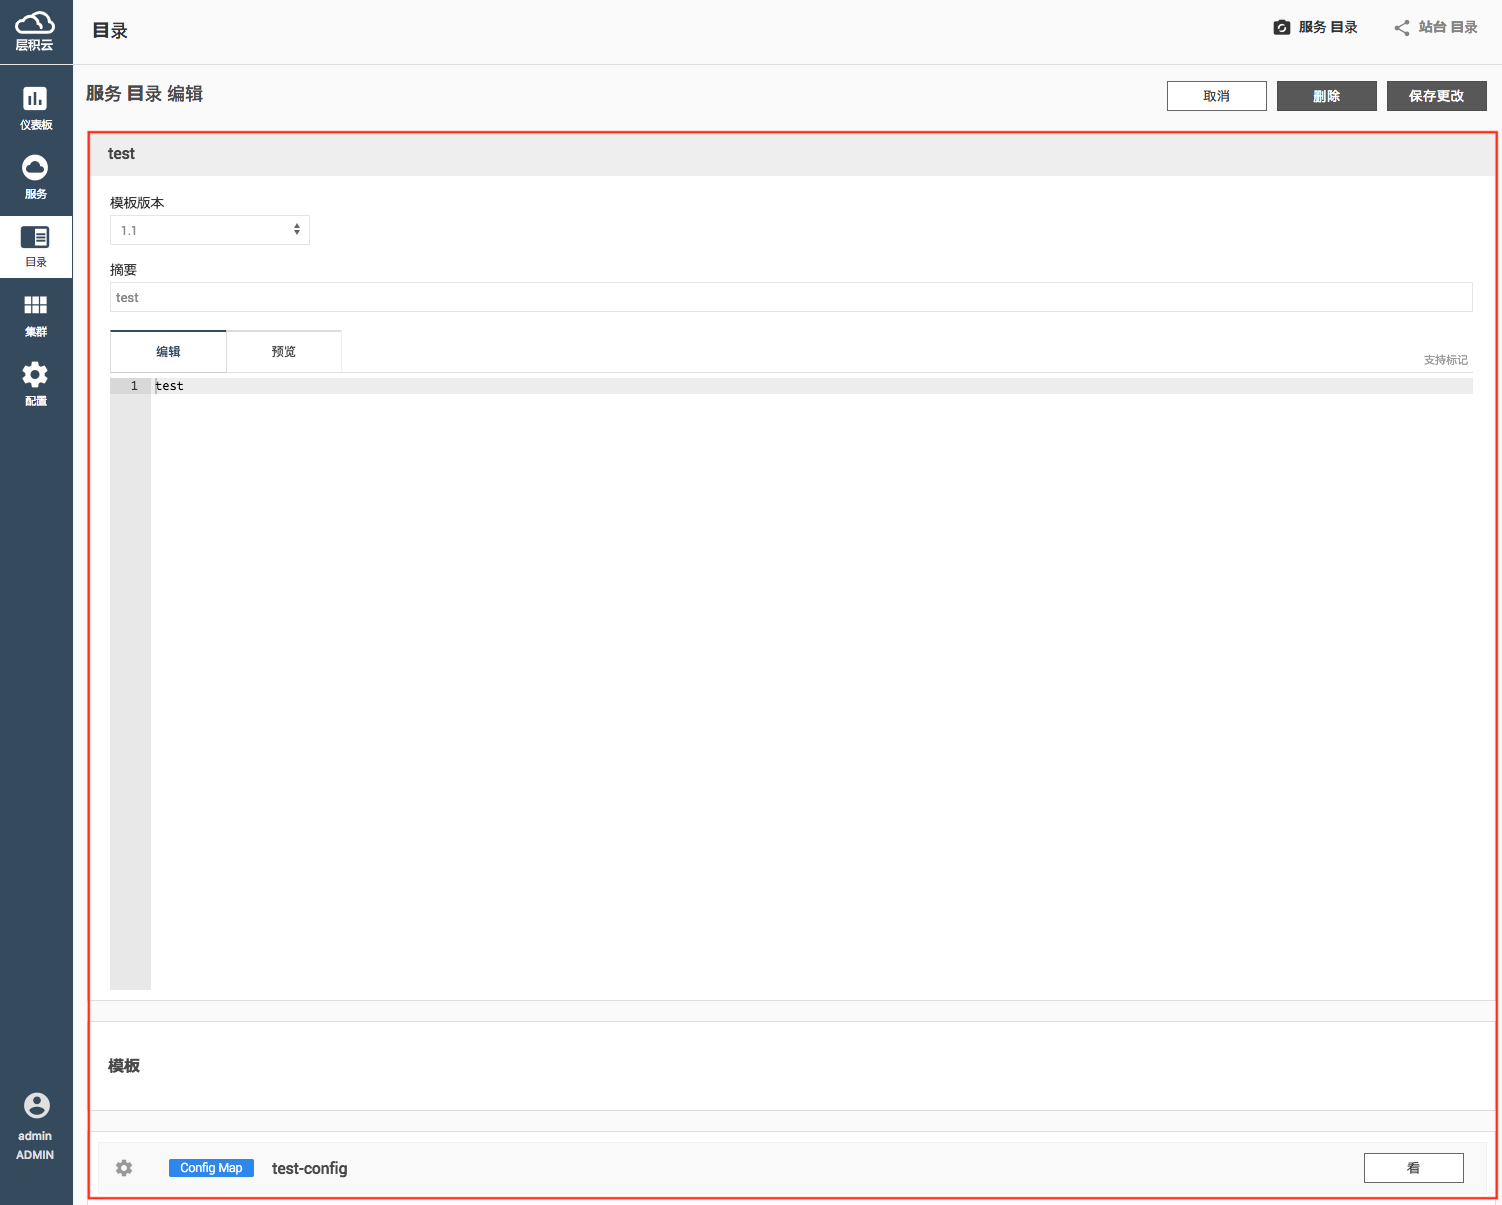 层积云
目录
服务 目录
站台 目录
仪表板
服务
目录
集群
配置
admin
ADMIN
服务 目录 编辑
取消
删除
保存更改
test
模板版本
1.1
摘要
test
编辑
预览
支持标记
1
test
模板
Config Map
test-config
看